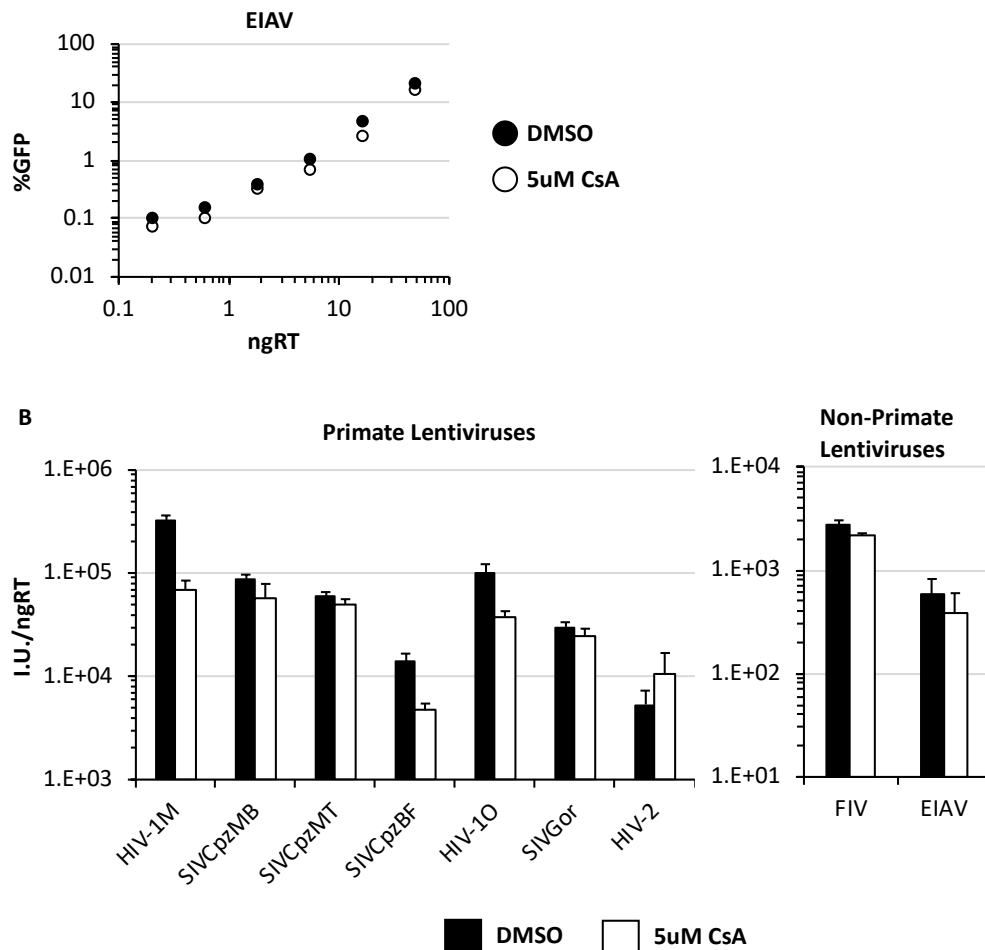 EIAV
100
10
1
0.1
0.01
%GFP
0.1 1 10 100
ngRT
DMSO
5uM CsA
B
Primate Lentiviruses
Non-Primate
Lentiviruses
1.E+06
1.E+05
1.E+04
1.E+03
I.U./ngRT
HIV-1M SIVCpzMB SIVCpzMT SIVCpzBF HIV-1O SIVGor HIV-2
1.E+04
1.E+03
1.E+02
1.E+01
FIV EIAV
DMSO 5uM CsA